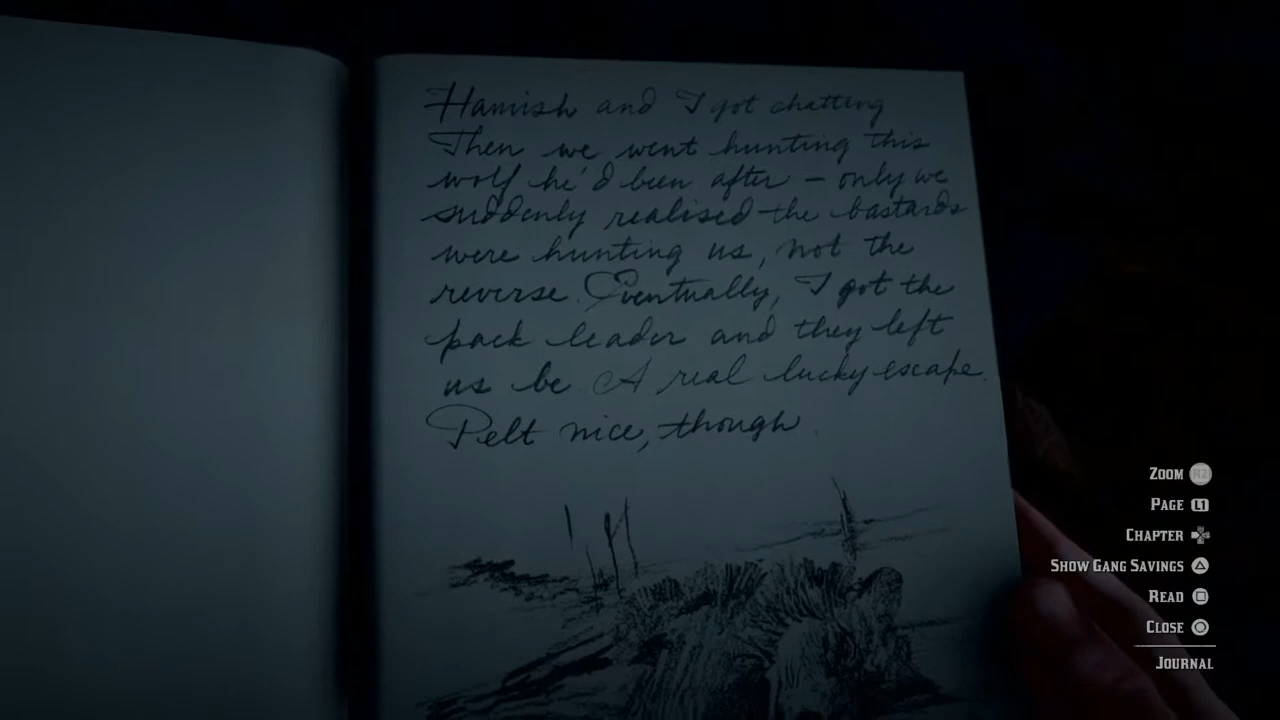 Hamish and I got chatting
Then we went hunting this
wolf he'd been after – only we
suddenly realised the bastards
were hunting us, not the
reverse. Eventually, I got the
pack leader and they left
us be. A real lucky escape.
Pelt nice, though.
ZOOM R2
PAGE L1
CHAPTER
SHOW GANG SAVINGS
READ
CLOSE
JOURNAL